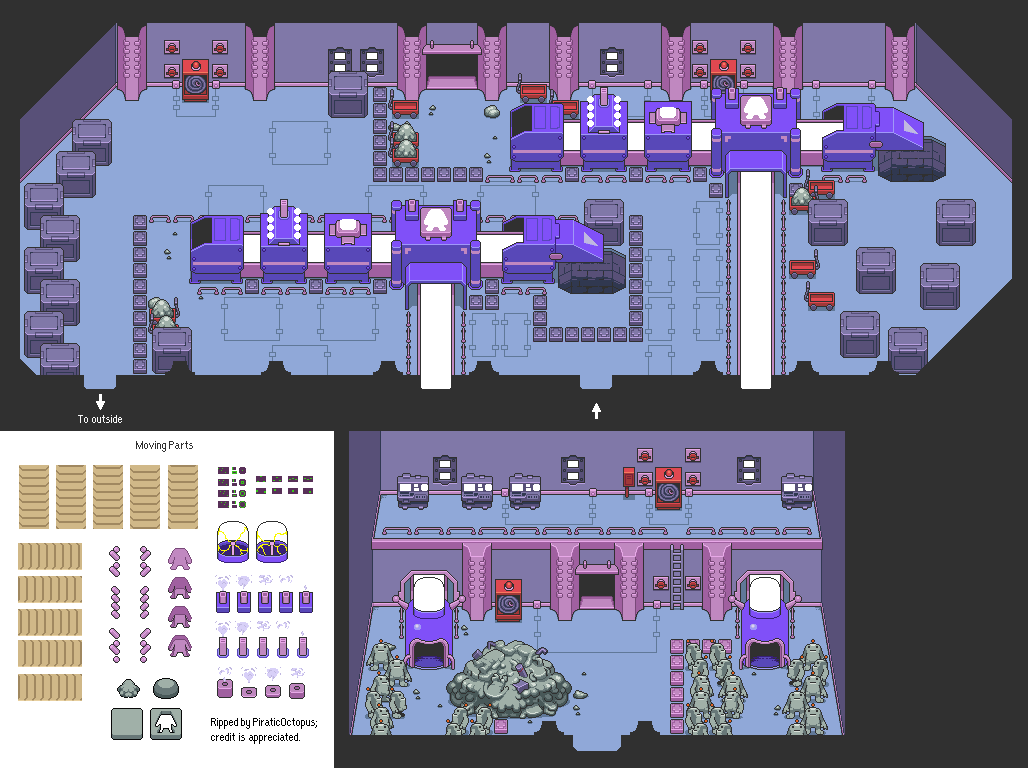 To outside
Moving Parts
Ripped by PiraticOctopus;
credit is appreciated.